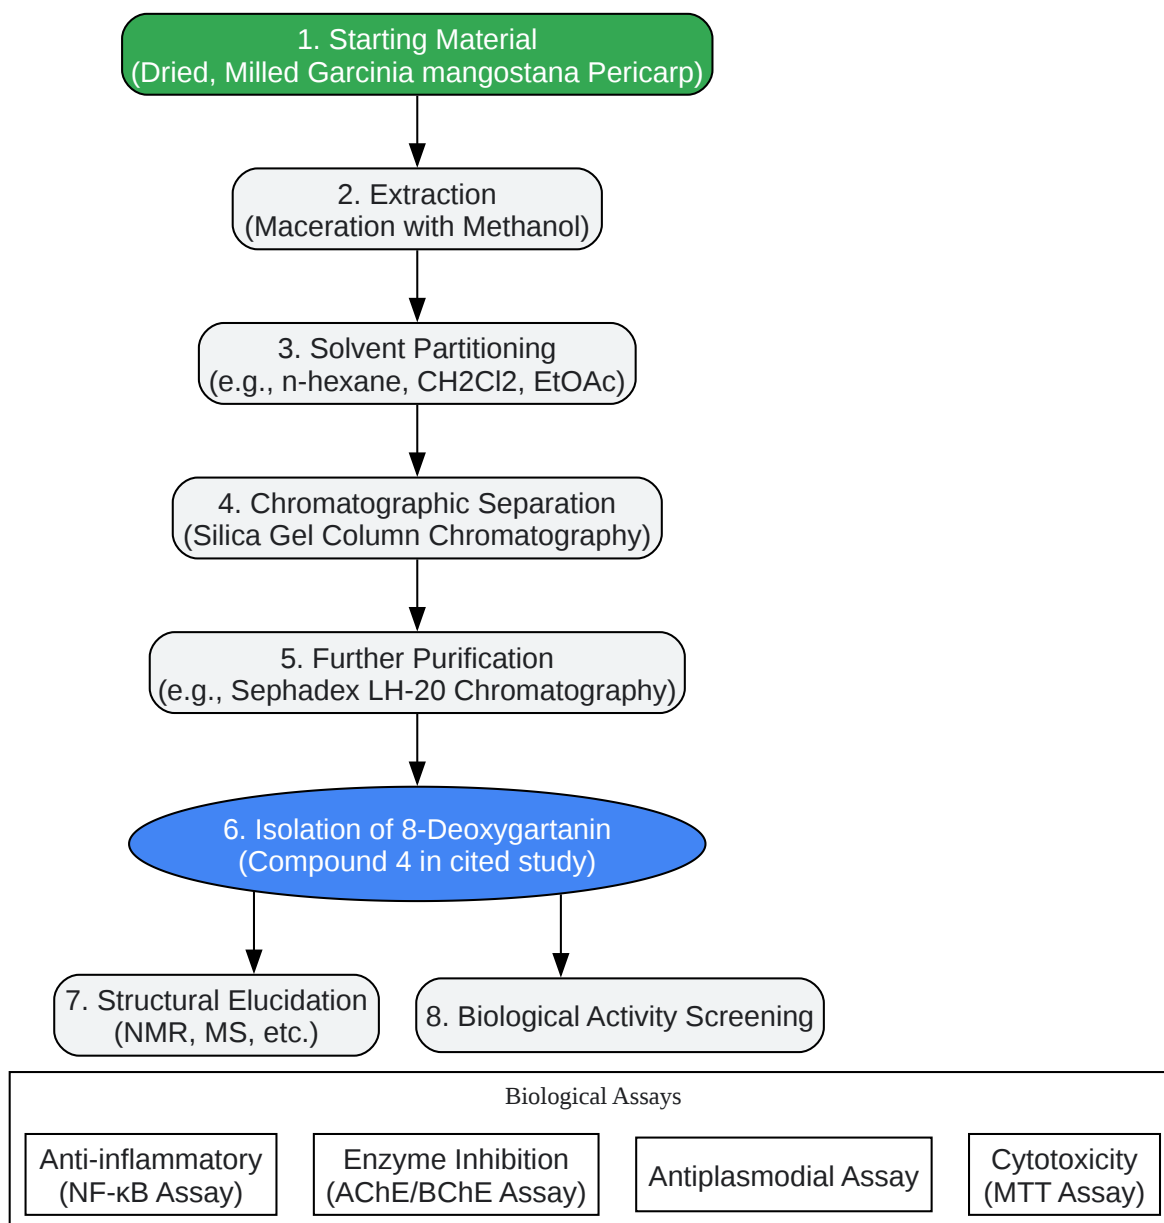 1. Starting Material
(Dried, Milled Garcinia mangostana Pericarp)
2. Extraction
(Maceration with Methanol)
3. Solvent Partitioning
(e.g., n-hexane, CH2Cl2, EtOAc)
4. Chromatographic Separation
(Silica Gel Column Chromatography)
5. Further Purification
(e.g., Sephadex LH-20 Chromatography)
6. Isolation of 8-Deoxygartanin
(Compound 4 in cited study)
7. Structural Elucidation
(NMR, MS, etc.)
8. Biological Activity Screening
Biological Assays
Anti-inflammatory
(NF-κB Assay)
Enzyme Inhibition
(AChE/BChE Assay)
Antiplasmodial Assay
Cytotoxicity
(MTT Assay)